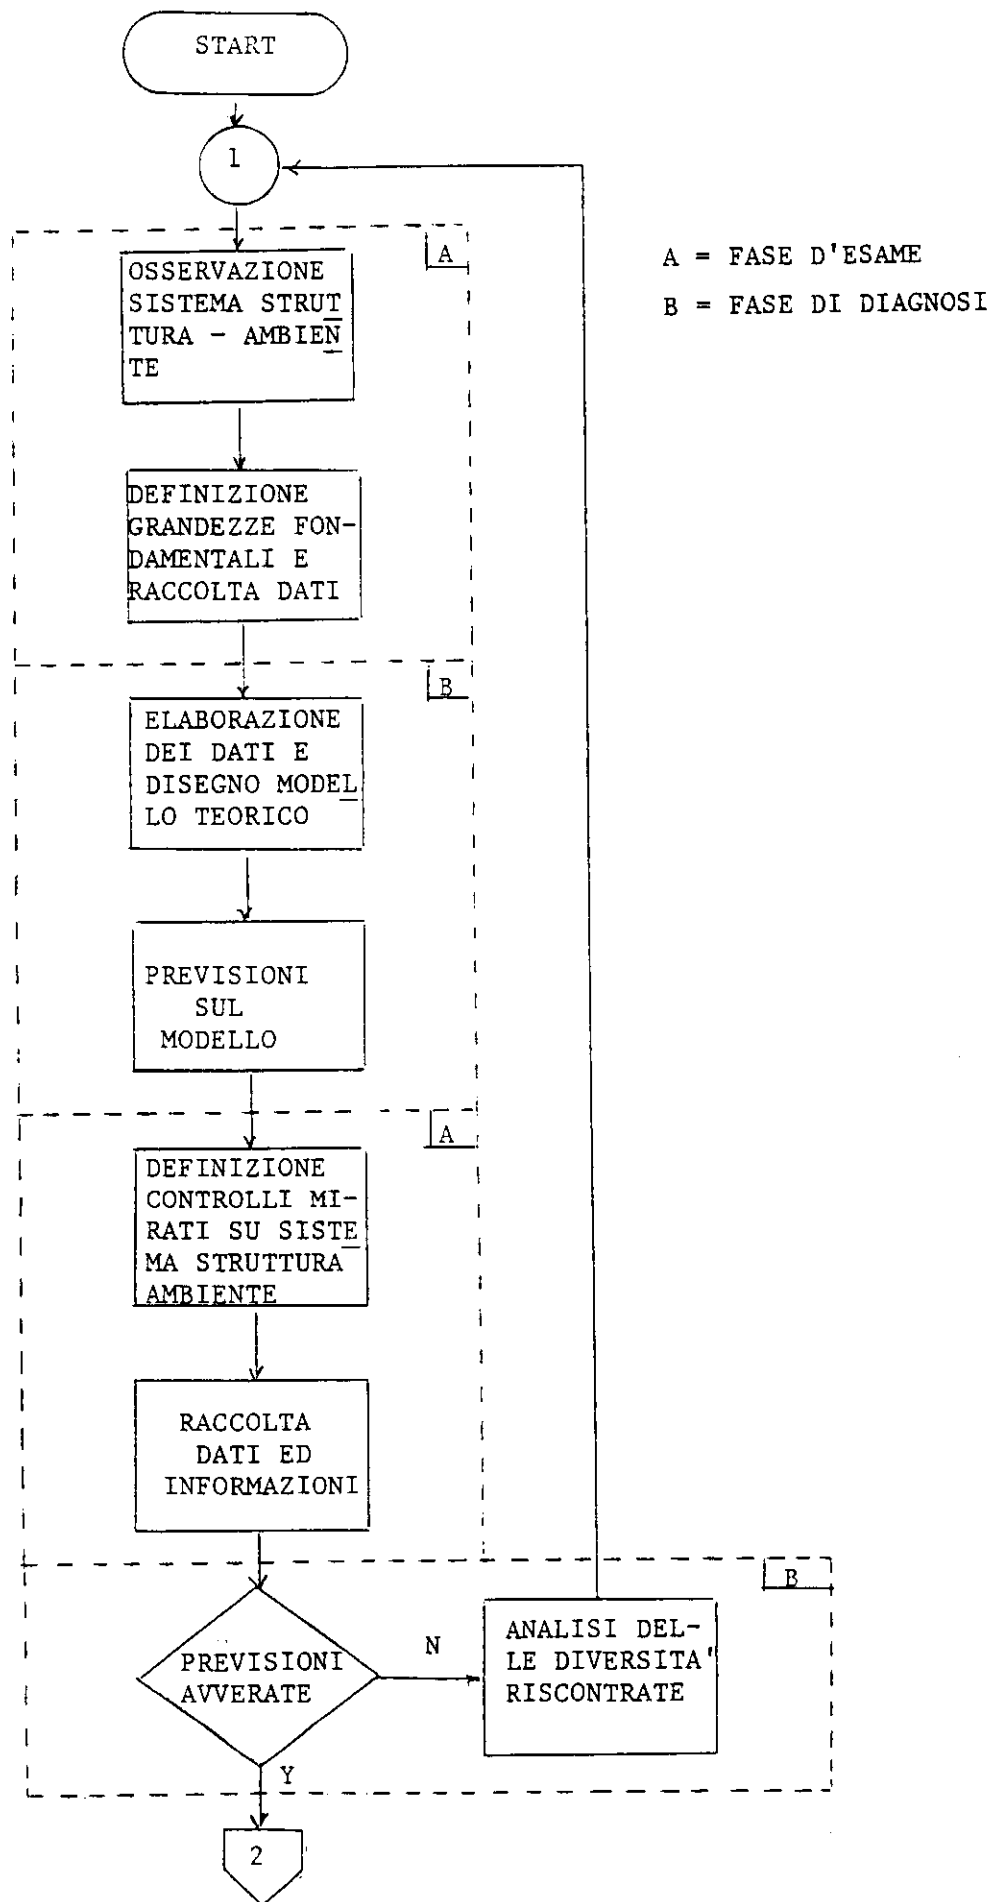 START
1
A
A = FASE D'ESAME
B = FASE DI DIAGNOSI
OSSERVAZIONE
SISTEMA STRUT
TURA - AMBIEN
TE
DEFINIZIONE
GRANDEZZE FON-
DAMENTALI E
RACCOLTA DATI
B
ELABORAZIONE
DEI DATI E
DISEGNO MODEL
LO TEORICO
PREVISIONI
SUL
MODELLO
A
DEFINIZIONE
CONTROLLI MI-
RATI SU SISTE
MA STRUTTURA
AMBIENTE
RACCOLTA
DATI ED
INFORMAZIONI
B
PREVISIONI
AVVERATE
N
ANALISI DEL-
LE DIVERSITA'
RISCONTRATE
Y
2